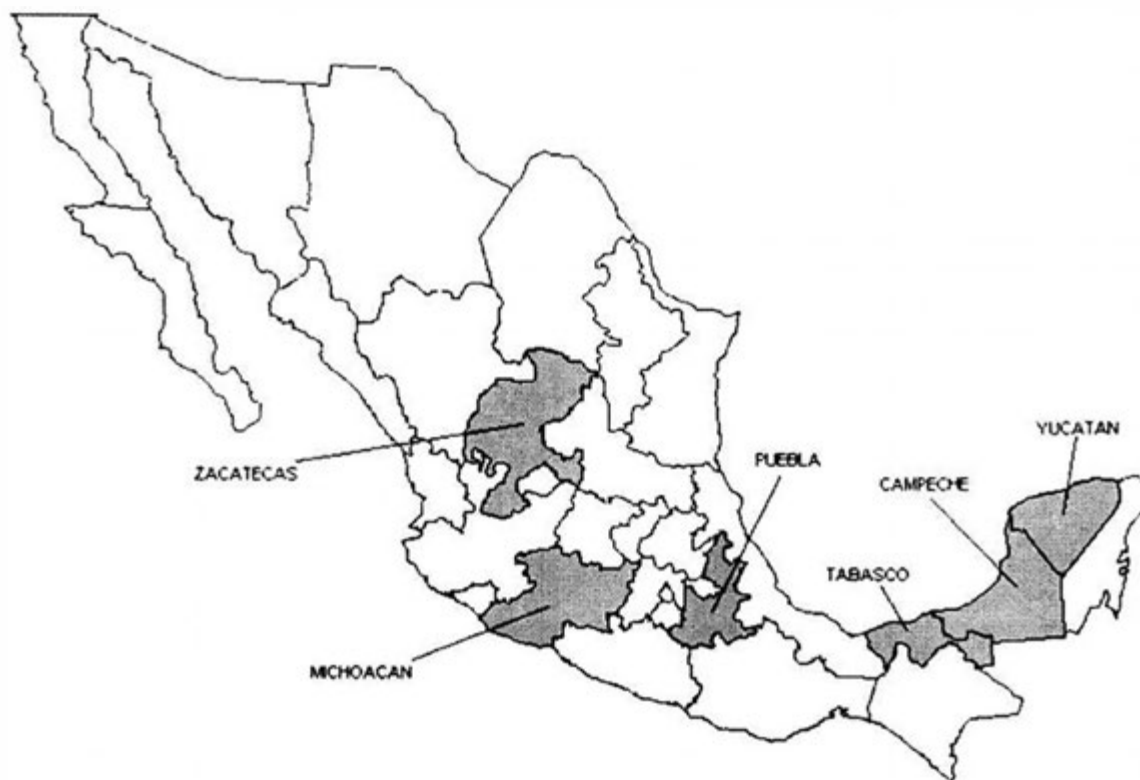 YUCATAN
PUEBLA
ZACATECAS
CAMPECHE
TABASCO
MICHOACAN